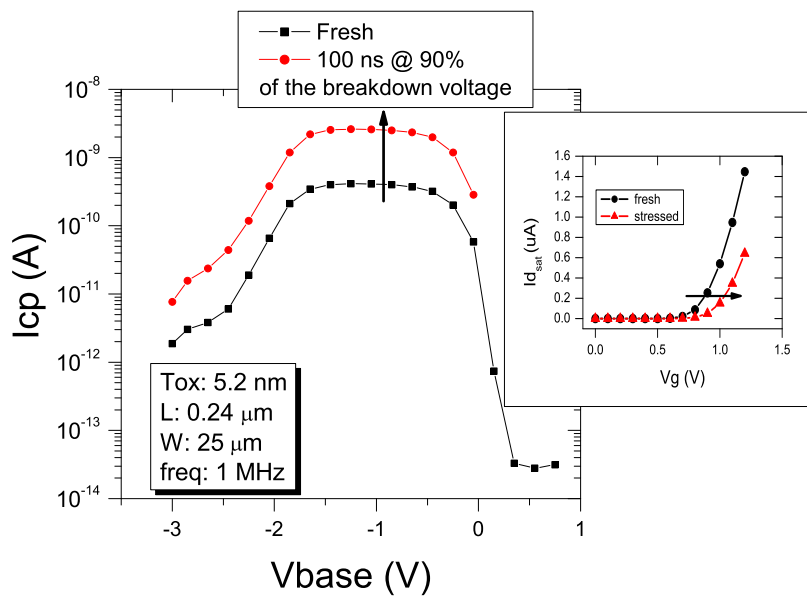 Fresh
100 ns @ 90%
of the breakdown voltage
10⁻⁸
10⁻⁹
10⁻¹⁰
10⁻¹¹
10⁻¹²
10⁻¹³
10⁻¹⁴
Icp (A)
-3
-2
-1
0
1
Vbase (V)
Tox: 5.2 nm
L: 0.24 μm
W: 25 μm
freq: 1 MHz
1.6
1.4
1.2
1.0
0.8
0.6
0.4
0.2
0.0
Id_sat (uA)
fresh
stressed
0.0
0.5
1.0
1.5
Vg (V)